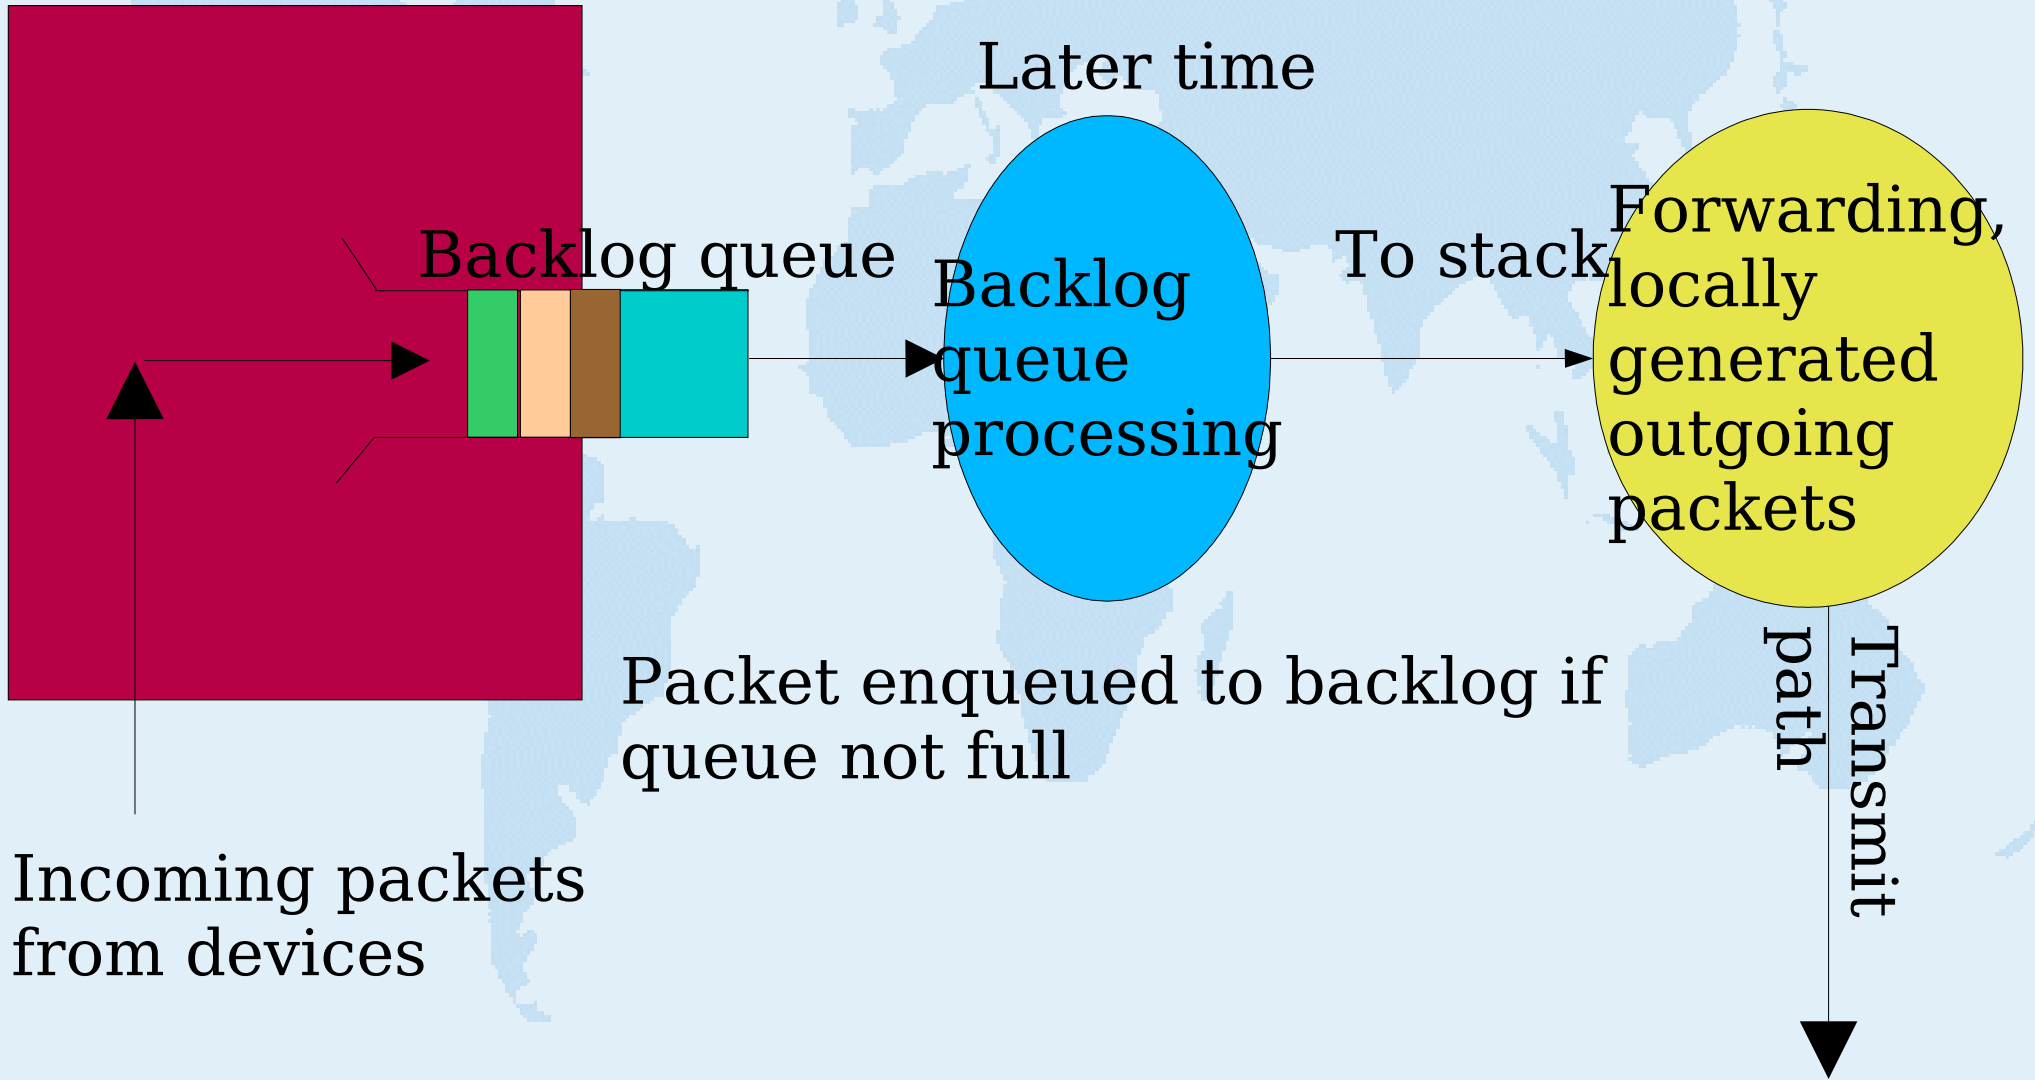 Later time
Backlog queue
Backlog
queue
processing
To stack
Forwarding,
locally
generated
outgoing
packets
Packet enqueued to backlog if
queue not full
Transmit
path
Incoming packets
from devices